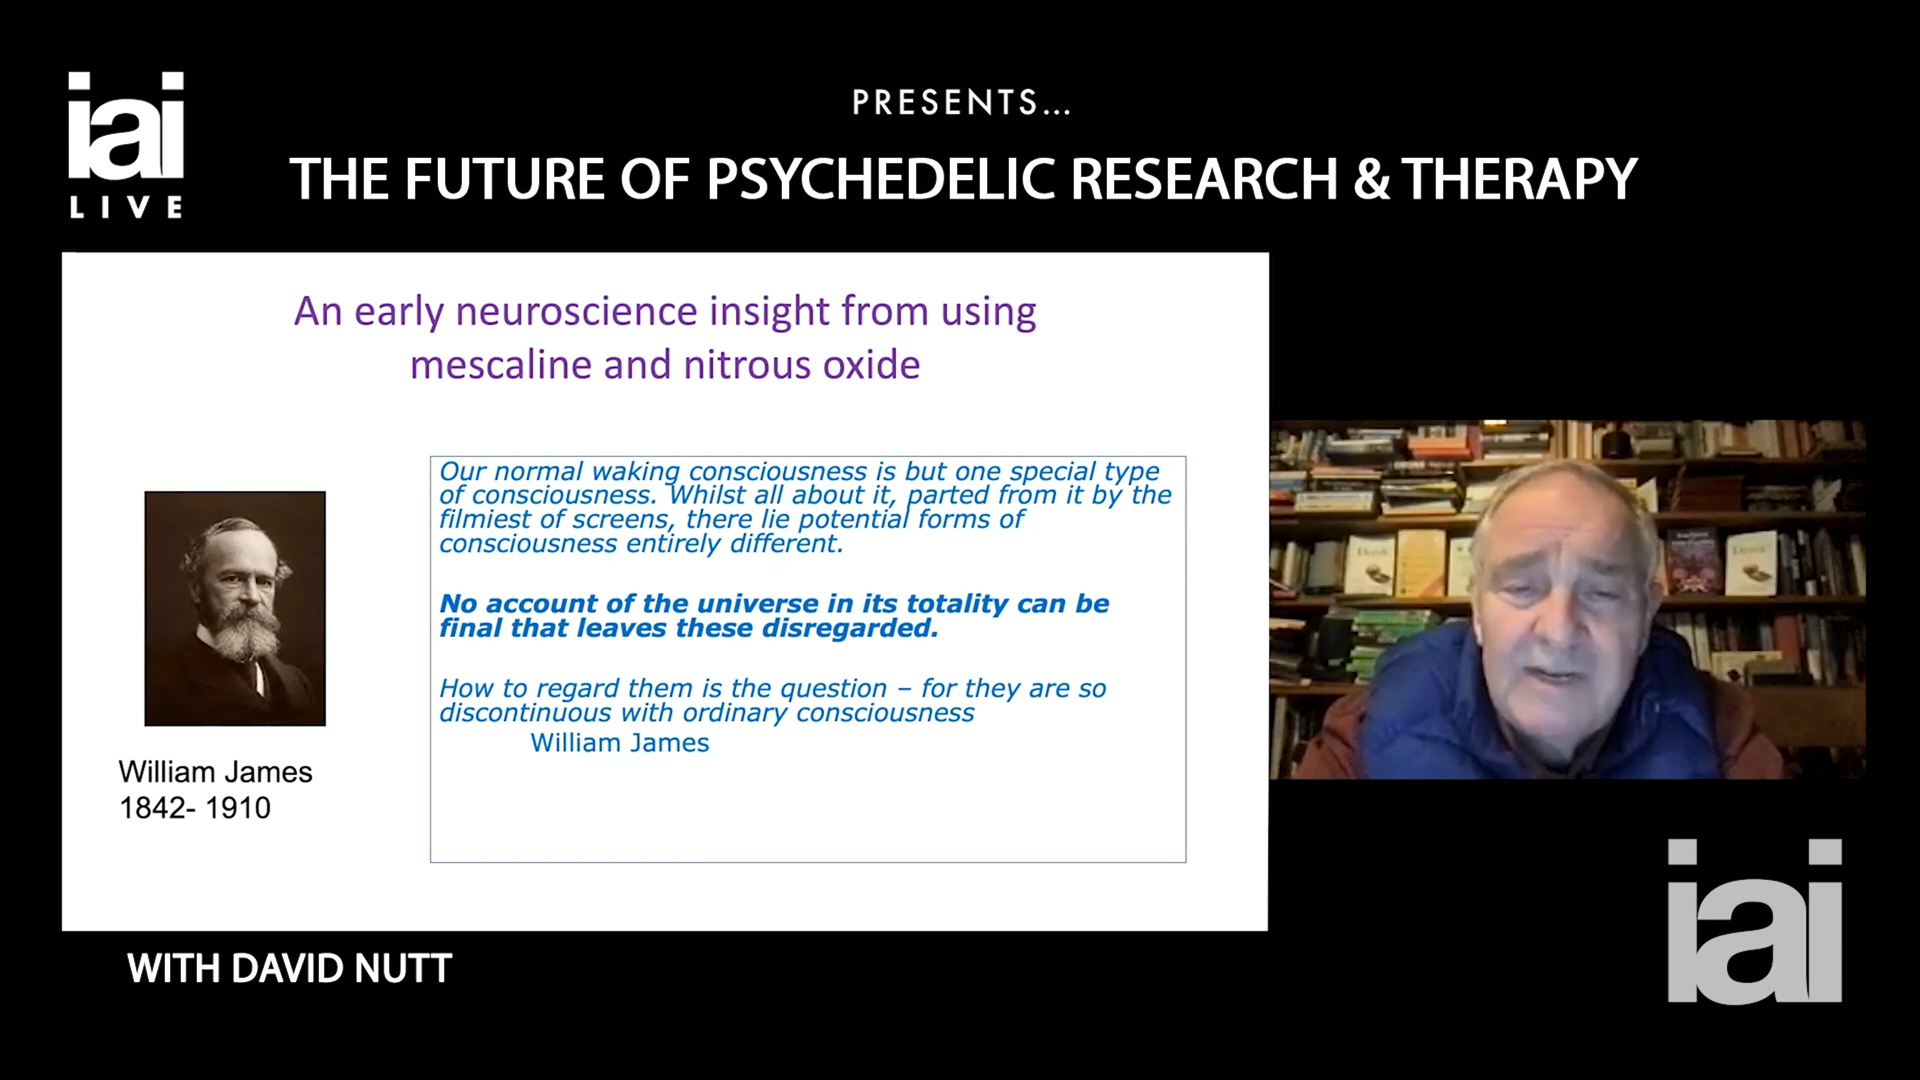 iai
LIVE
PRESENTS...
THE FUTURE OF PSYCHEDELIC RESEARCH & THERAPY
An early neuroscience insight from using
mescaline and nitrous oxide
Our normal waking consciousness is but one special type
of consciousness. Whilst all about it, parted from it by the
filmiest of screens, there lie potential forms of
consciousness entirely different.
No account of the universe in its totality can be
final that leaves these disregarded.
How to regard them is the question – for they are so
discontinuous with ordinary consciousness
William James
William James
1842- 1910
WITH DAVID NUTT
iai